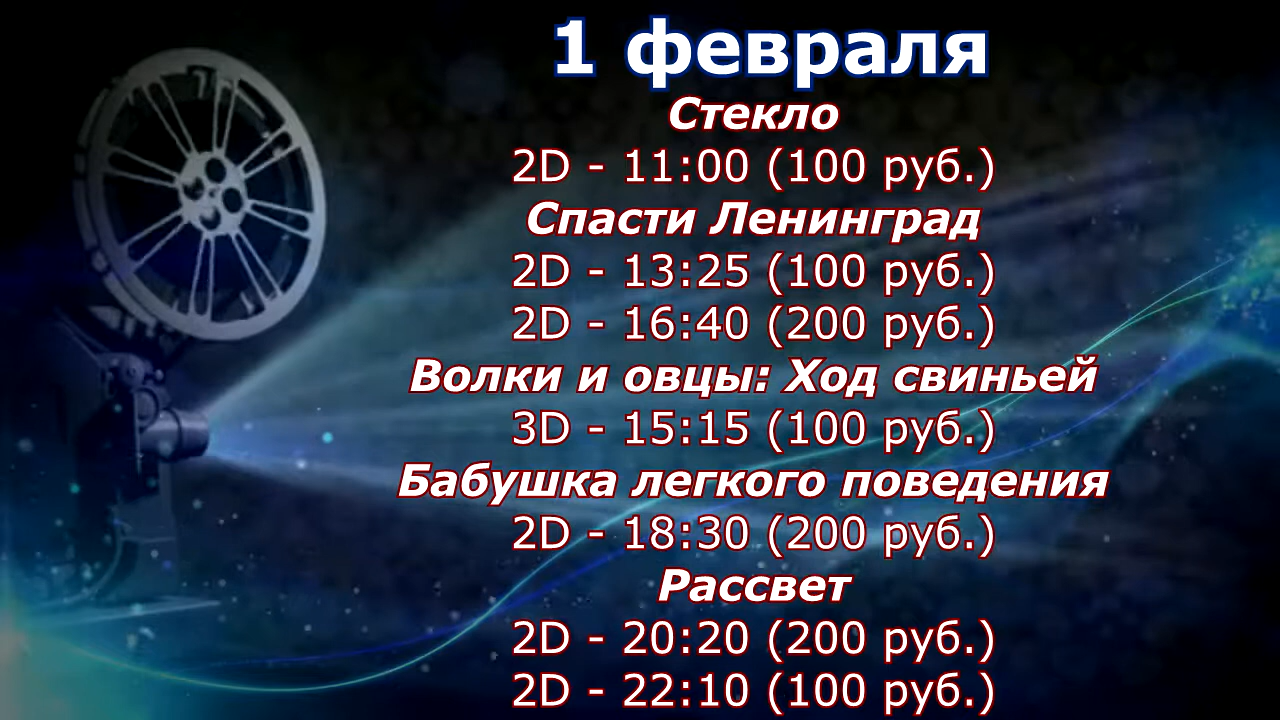 1 февраля
Стекло
2D - 11:00 (100 руб.)
Спасти Ленинград
2D - 13:25 (100 руб.)
2D - 16:40 (200 руб.)
Волки и овцы: Ход свиньей
3D - 15:15 (100 руб.)
Бабушка легкого поведения
2D - 18:30 (200 руб.)
Рассвет
2D - 20:20 (200 руб.)
2D - 22:10 (100 руб.)